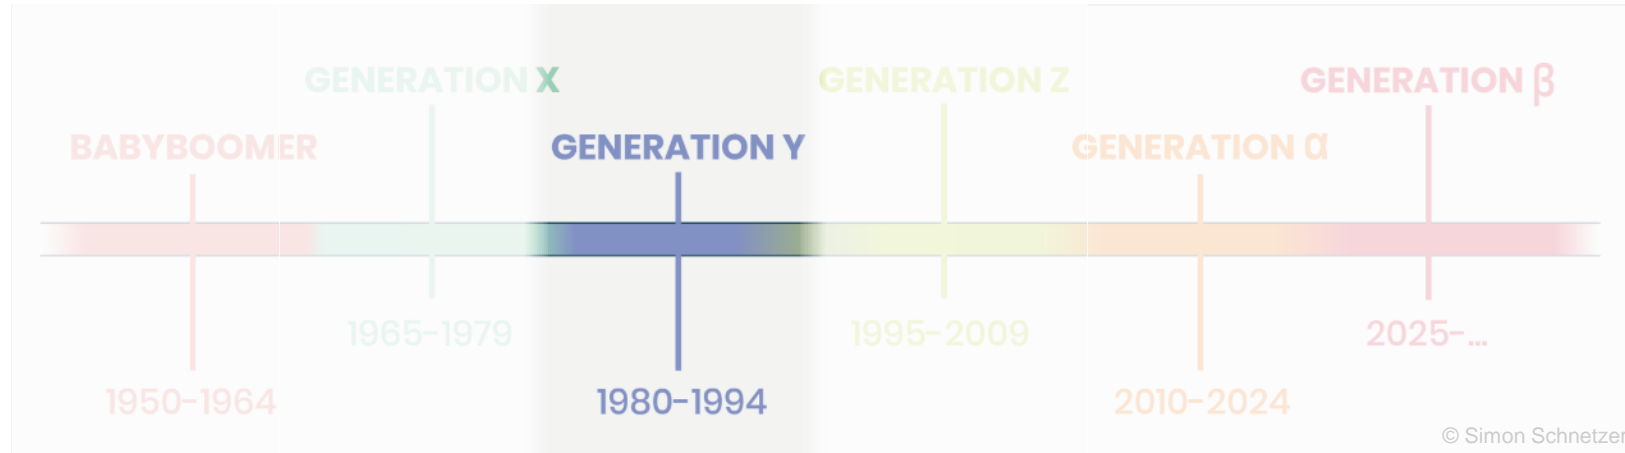 GENERATION X
GENERATION Z
GENERATION β
BABYBOOMER
GENERATION Y
GENERATION α
1965-1979
1995-2009
2025-...
1950-1964
1980-1994
2010-2024
© Simon Schnetzer